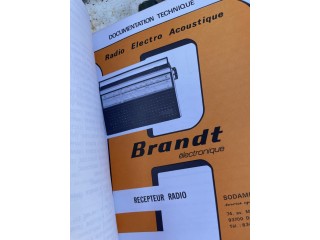 DOCUMENTATION TECHNIQUE
Radio Electro Acoustique
Brandt
électronique
RECEPTEUR RADIO
SODAM